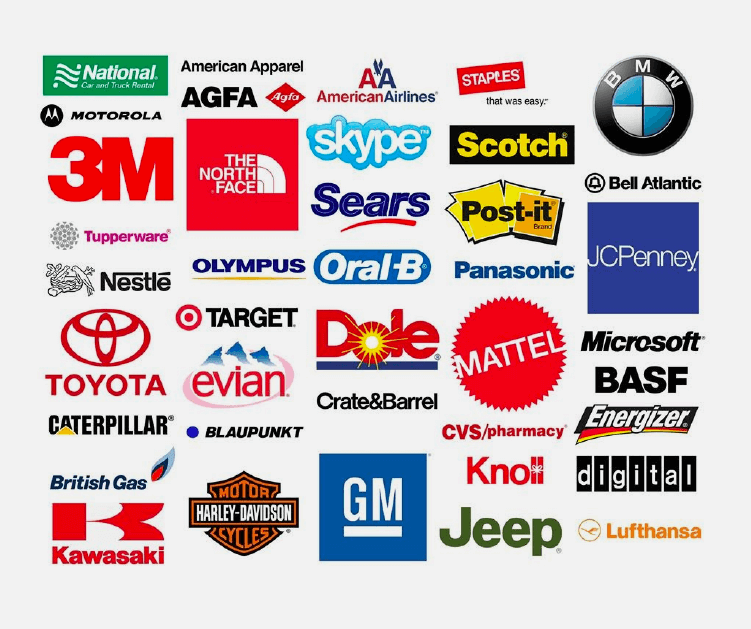 National
Car and Truck Rental
MOTOROLA
3M
Tupperware®
Nestlē
TOYOTA
CATERPILLAR®
British Gas
Kawasaki
American Apparel
AGFA
Agfa
THE
NORTH
FACE
OLYMPUS
TARGET
evian
BLAUPUNKT
MOTOR
HARLEY-DAVIDSON
CYCLES
®
AA
AmericanAirlines®
skype™
Sears
Oral-B
Dole
®
Crate&Barrel
GM
STAPLES
that was easy.
Scotch®
Post-it®
Brand
Panasonic
MATTEL
CVS/pharmacy
Knoll
Jeep
®
BMW
Bell Atlantic
JCPenney
Microsoft®
BASF
Energizer
digital
Lufthansa